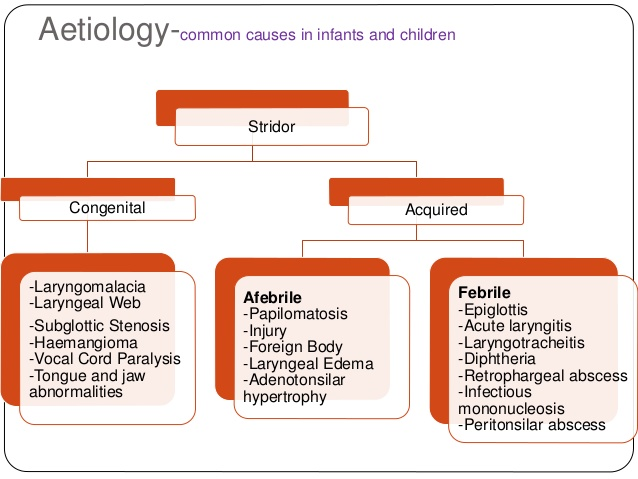 Aetiology-common causes in infants and children
Stridor
Congenital
Acquired
-Laryngomalacia
-Laryngeal Web
-Subglottic Stenosis
-Haemangioma
-Vocal Cord Paralysis
-Tongue and jaw
abnormalities
Afebrile
-Papilomatosis
-Injury
-Foreign Body
-Laryngeal Edema
-Adenotonsilar
hypertrophy
Febrile
-Epiglottis
-Acute laryngitis
-Laryngotracheitis
-Diphtheria
-Retrophargeal abscess
-Infectious
mononucleosis
-Peritonsilar abscess